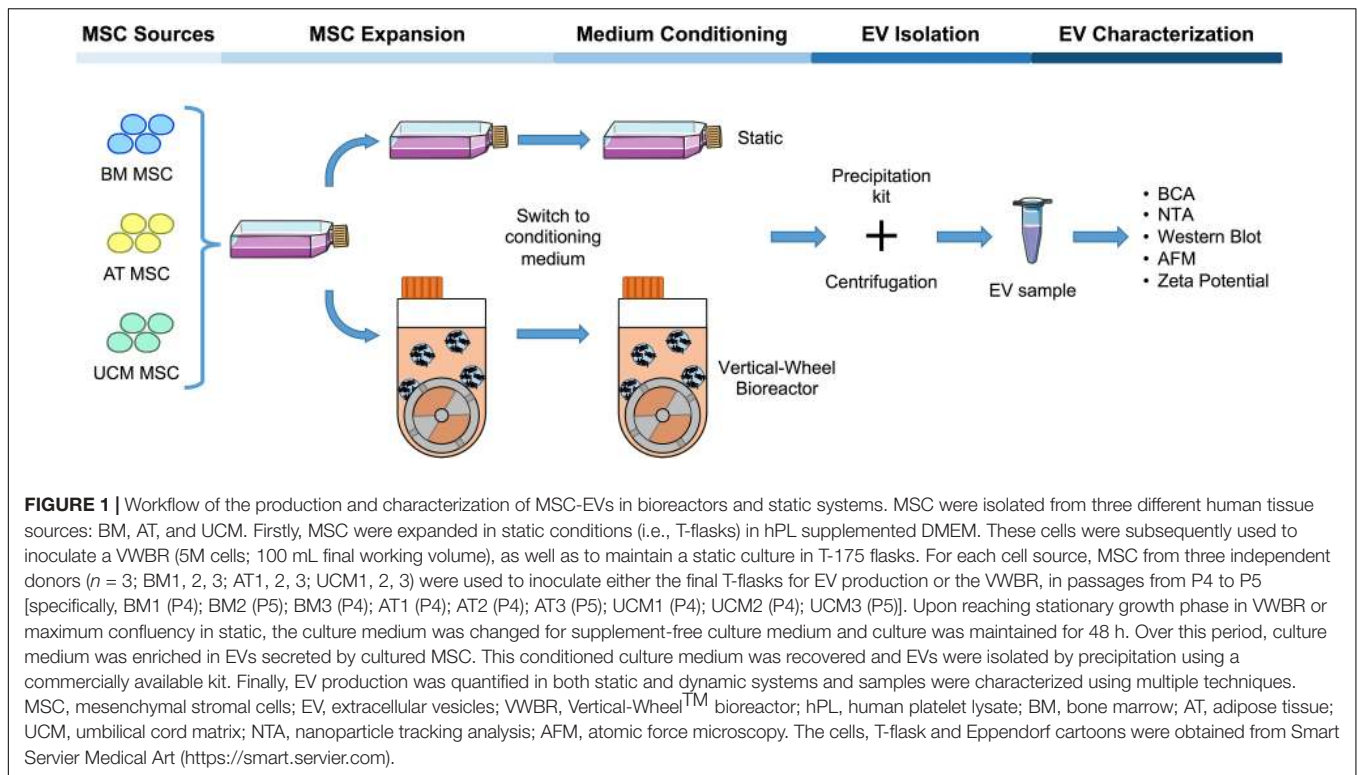 MSC Sources
MSC Expansion
Medium Conditioning
EV Isolation
EV Characterization
BM MSC
AT MSC
UCM MSC
Switch to
conditioning
medium
Static
Vertical-Wheel
Bioreactor
Precipitation
kit
+
Centrifugation
EV sample
• BCA
• NTA
• Western Blot
• AFM
• Zeta Potential
FIGURE 1 | Workflow of the production and characterization of MSC-EVs in bioreactors and static systems. MSC were isolated from three different human tissue
sources: BM, AT, and UCM. Firstly, MSC were expanded in static conditions (i.e., T-flasks) in hPL supplemented DMEM. These cells were subsequently used to
inoculate a VWBR (5M cells; 100 mL final working volume), as well as to maintain a static culture in T-175 flasks. For each cell source, MSC from three independent
donors (n = 3; BM1, 2, 3; AT1, 2, 3; UCM1, 2, 3) were used to inoculate either the final T-flasks for EV production or the VWBR, in passages from P4 to P5
[specifically, BM1 (P4); BM2 (P5); BM3 (P4); AT1 (P4); AT2 (P4); AT3 (P5); UCM1 (P4); UCM2 (P4); UCM3 (P5)]. Upon reaching stationary growth phase in VWBR or
maximum confluency in static, the culture medium was changed for supplement-free culture medium and culture was maintained for 48 h. Over this period, culture
medium was enriched in EVs secreted by cultured MSC. This conditioned culture medium was recovered and EVs were isolated by precipitation using a
commercially available kit. Finally, EV production was quantified in both static and dynamic systems and samples were characterized using multiple techniques.
MSC, mesenchymal stromal cells; EV, extracellular vesicles; VWBR, Vertical-Wheel™ bioreactor; hPL, human platelet lysate; BM, bone marrow; AT, adipose tissue;
UCM, umbilical cord matrix; NTA, nanoparticle tracking analysis; AFM, atomic force microscopy. The cells, T-flask and Eppendorf cartoons were obtained from Smart
Servier Medical Art (https://smart.servier.com).